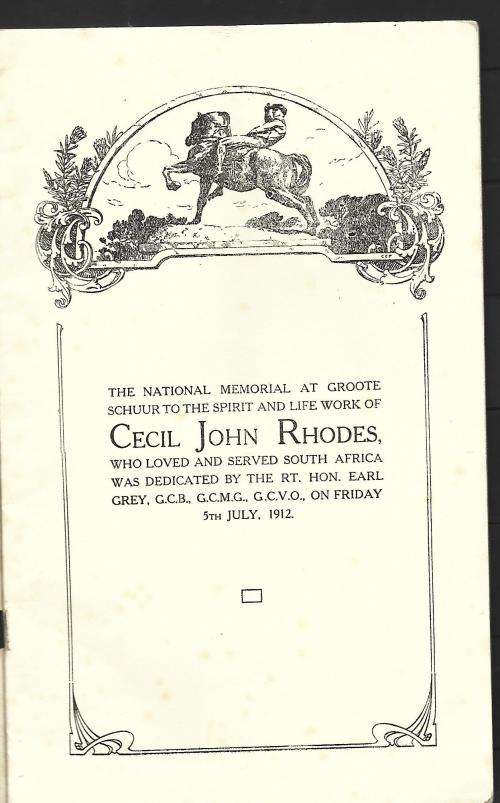 THE NATIONAL MEMORIAL AT GROOTE
SCHUUR TO THE SPIRIT AND LIFE WORK OF
CECIL JOHN RHODES,
WHO LOVED AND SERVED SOUTH AFRICA
WAS DEDICATED BY THE RT. HON. EARL
GREY, G.C.B., G.C.M.G., G.C.V.O., ON FRIDAY
5TH JULY, 1912.